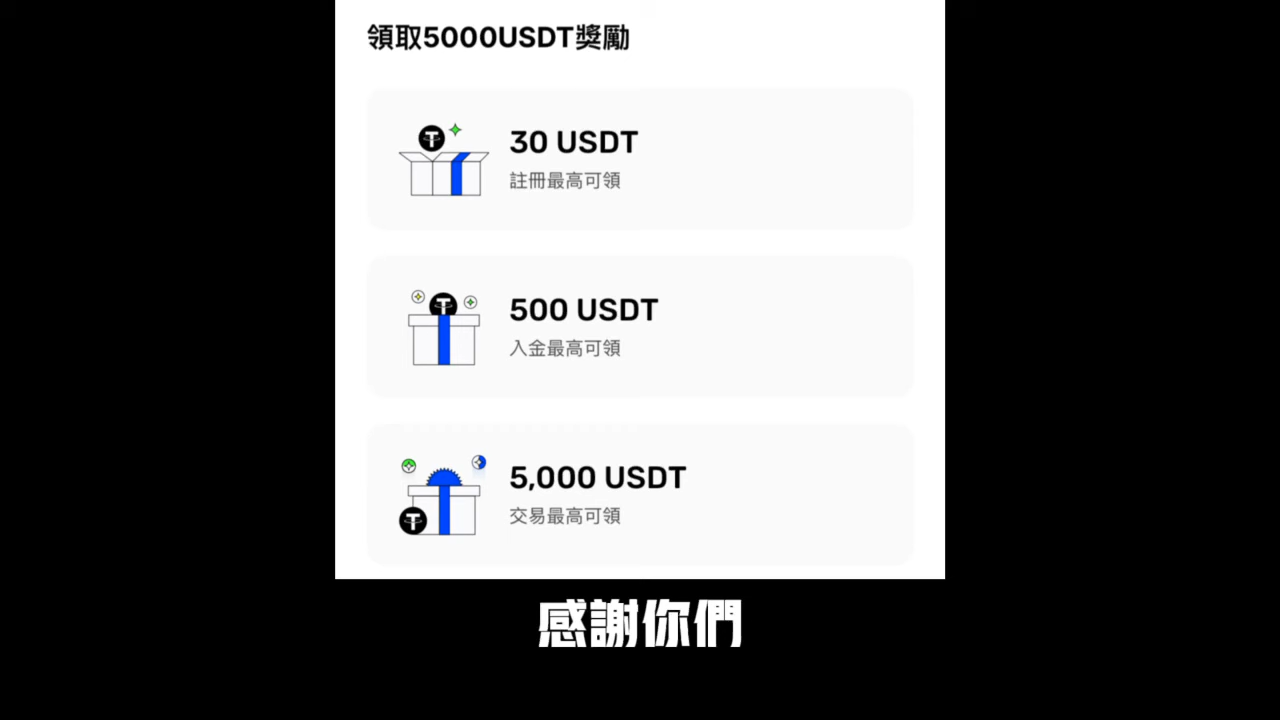 領取5000USDT獎勵
30 USDT
註冊最高可領
500 USDT
入金最高可領
5,000 USDT
交易最高可領
感謝你們